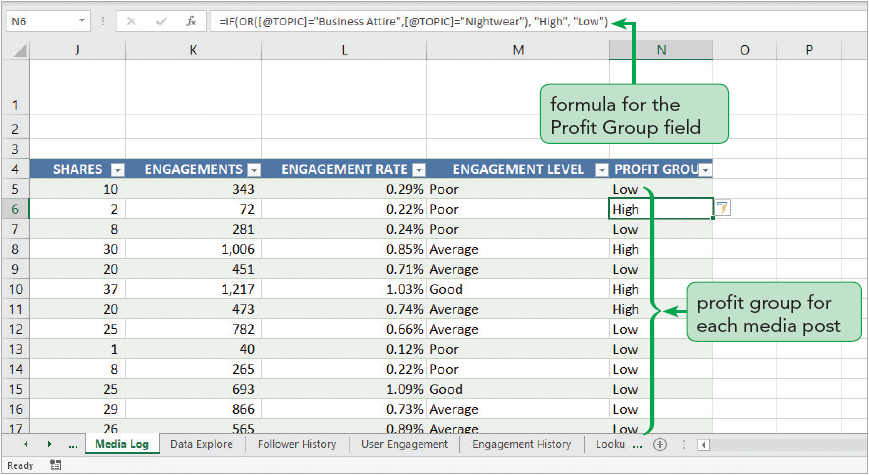 N6 fx =IF(OR([@TOPIC]="Business Attire",[@TOPIC]="Nightwear"), "High", "Low")
J K L M N O P
formula for the
Profit Group field
1
2
3
4 SHARES ENGAGEMENTS ENGAGEMENT RATE ENGAGEMENT LEVEL PROFIT GROU
5 10 343 0.29% Poor Low
6 2 72 0.22% Poor High
7 8 281 0.24% Poor Low
8 30 1,006 0.85% Average High
9 20 451 0.71% Average Low
10 37 1,217 1.03% Good High
11 20 473 0.74% Average High
12 25 782 0.66% Average Low
13 1 40 0.12% Poor Low
14 8 265 0.22% Poor Low
15 25 693 1.09% Good Low
16 29 866 0.73% Average Low
17 26 565 0.89% Average Low
profit group for
each media post
... Media Log Data Explore Follower History User Engagement Engagement History Looku ...
Ready